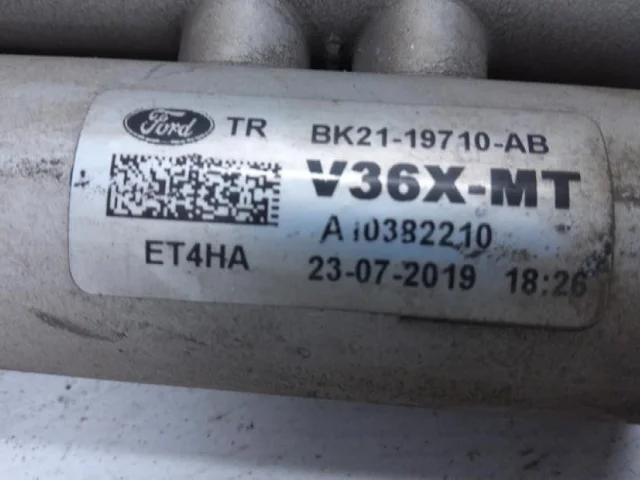 Ford TR BK21-19710-AB
V36X-MT
A10382210
ET4HA 23-07-2019 18:26